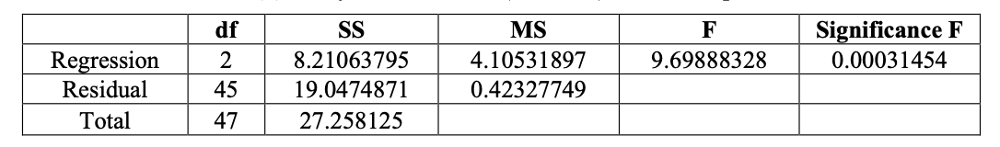 df SS MS F Significance F
Regression 2 8.21063795 4.10531897 9.69888328 0.00031454
Residual 45 19.0474871 0.42327749
Total 47 27.258125